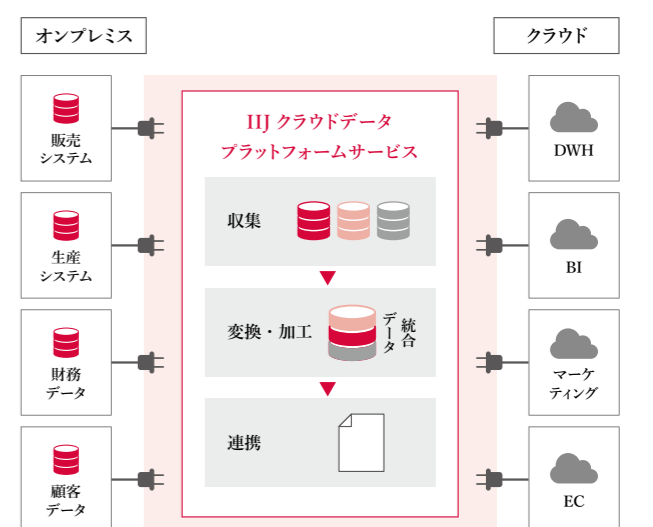 オンプレミス
クラウド
販売
システム
生産
システム
財務
データ
顧客
データ
IIJ クラウドデータ
プラットフォームサービス
収集
変換・加工
統合
データ
連携
DWH
BI
マーケ
ティング
EC